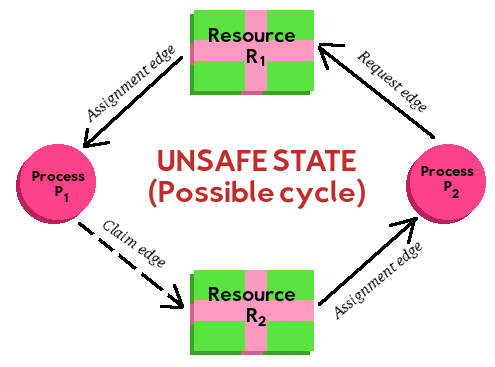 Resource
R1
Assignment edge
Request edge
Process
P1
UNSAFE STATE
(Possible cycle)
Process
P2
Claim edge
Assignment edge
Resource
R2